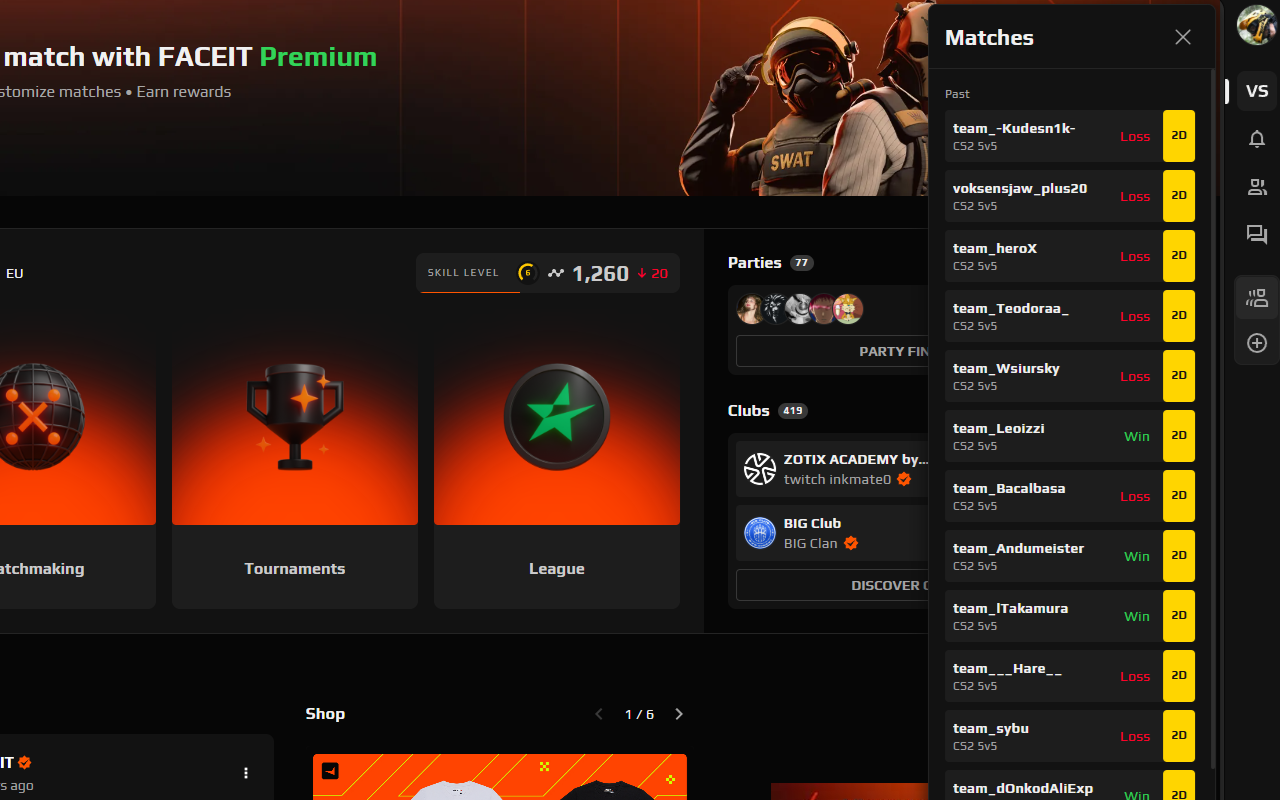 match with FACEIT Premium
stomize matches • Earn rewards
SWAT
EU
SKILL LEVEL 6 1,260 20
atchmaking
Tournaments
League
Parties 77
PARTY FIN
Clubs 419
ZOTIX ACADEMY by...
twitch inkmate0
BIG Club
BIG Clan
DISCOVER C
Shop
1 / 6
IT
s ago
Matches
Past
team_-Kudesn1k-
CS2 5v5
Loss
2D
voksensjaw_plus20
CS2 5v5
Loss
2D
team_heroX
CS2 5v5
Loss
2D
team_Teodoraa_
CS2 5v5
Loss
2D
team_Wsiursky
CS2 5v5
Loss
2D
team_Leoizzi
CS2 5v5
Win
2D
team_Bacalbasa
CS2 5v5
Loss
2D
team_Andumeister
CS2 5v5
Win
2D
team_lTakamura
CS2 5v5
Win
2D
team___Hare__
CS2 5v5
Loss
2D
team_sybu
CS2 5v5
Loss
2D
team_dOnkodAliExp
Win
2D
VS